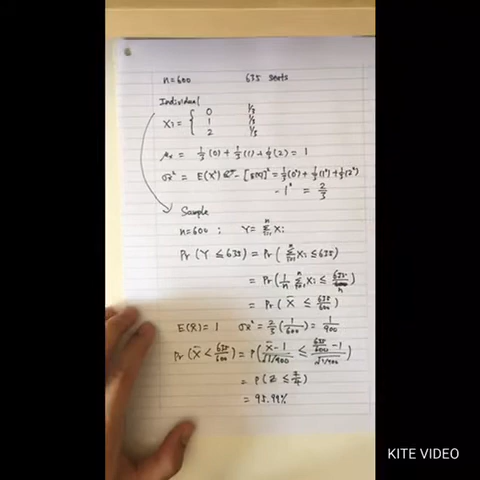 n=600 635 seats
Individual
Xi = { 0 1/3
1 1/3
2 1/3
μx = 1/3(0) + 1/3(1) + 1/3(2) = 1
σx² = E(X²) - [E(X)]² = 1/3(0²) + 1/3(1²) + 1/3(2²)
- 1² = 2/3
Sample
n=600 ; Y = Σ Xi
Pr (Y ≤ 635) = Pr ( Σ Xi ≤ 635)
= Pr ( 1/n Σ Xi ≤ 635/n )
= Pr ( X̄ ≤ 635/600 )
E(X̄) = 1 σx̄² = 2/3 (1/600) = 1/900
Pr (X̄ < 635/600) = P( (X̄-1)/√1/900 ≤ (635/600 - 1)/√1/900 )
= P( Z ≤ )
= 95.99%
KITE VIDEO